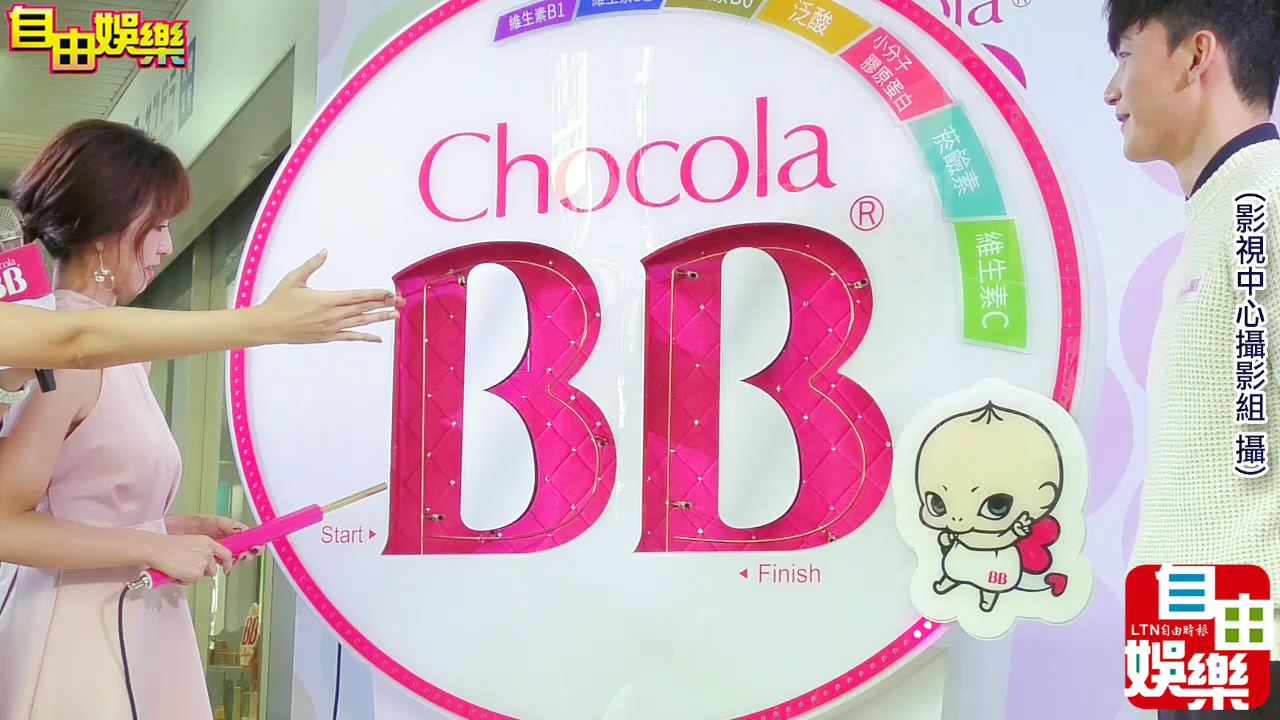 自由娛樂
維生素B1
泛酸
小分子
膠原蛋白
菸鹼素
維生素C
Chocola
BB
®
Start
Finish
BB
BB
BB
(影視中心攝影組 攝)
自由
LTN自由時報
娛樂